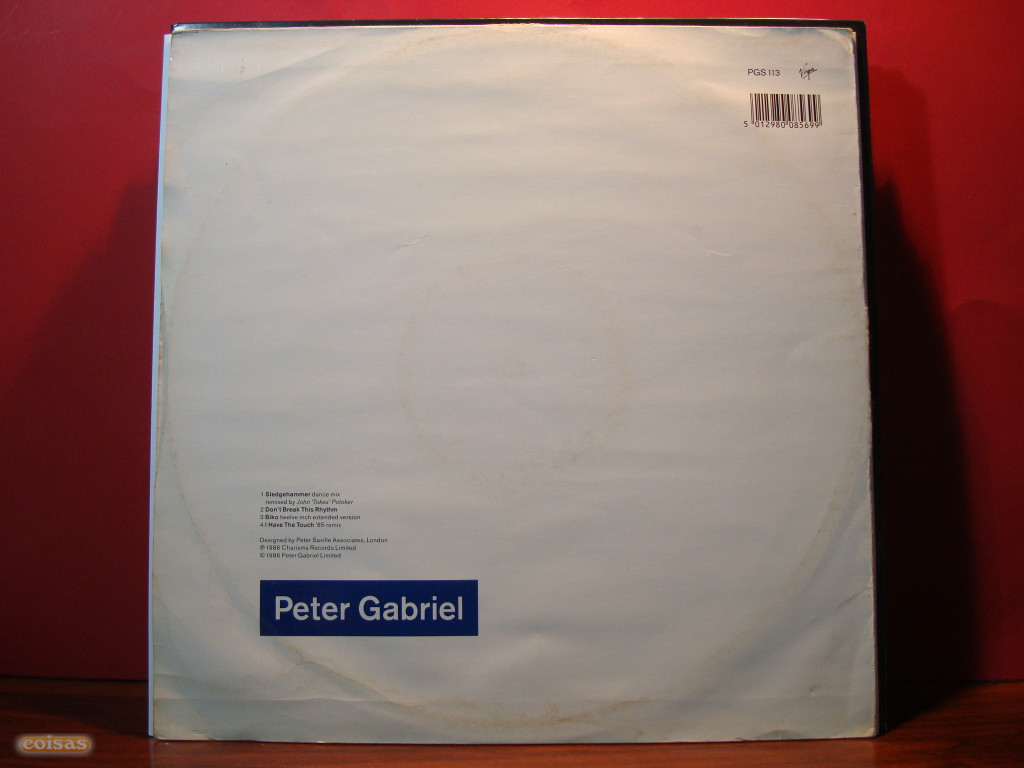 PGS 113
Virgin
5 012980 085699
1 Sledgehammer dance mix
remixed by John 'Tokes' Potoker
2 Don't Break This Rhythm
3 Biko twelve inch extended version
4 I Have The Touch '85 remix
Designed by Peter Saville Associates, London
℗ 1986 Charisma Records Limited
© 1986 Peter Gabriel Limited
Peter Gabriel
coisas